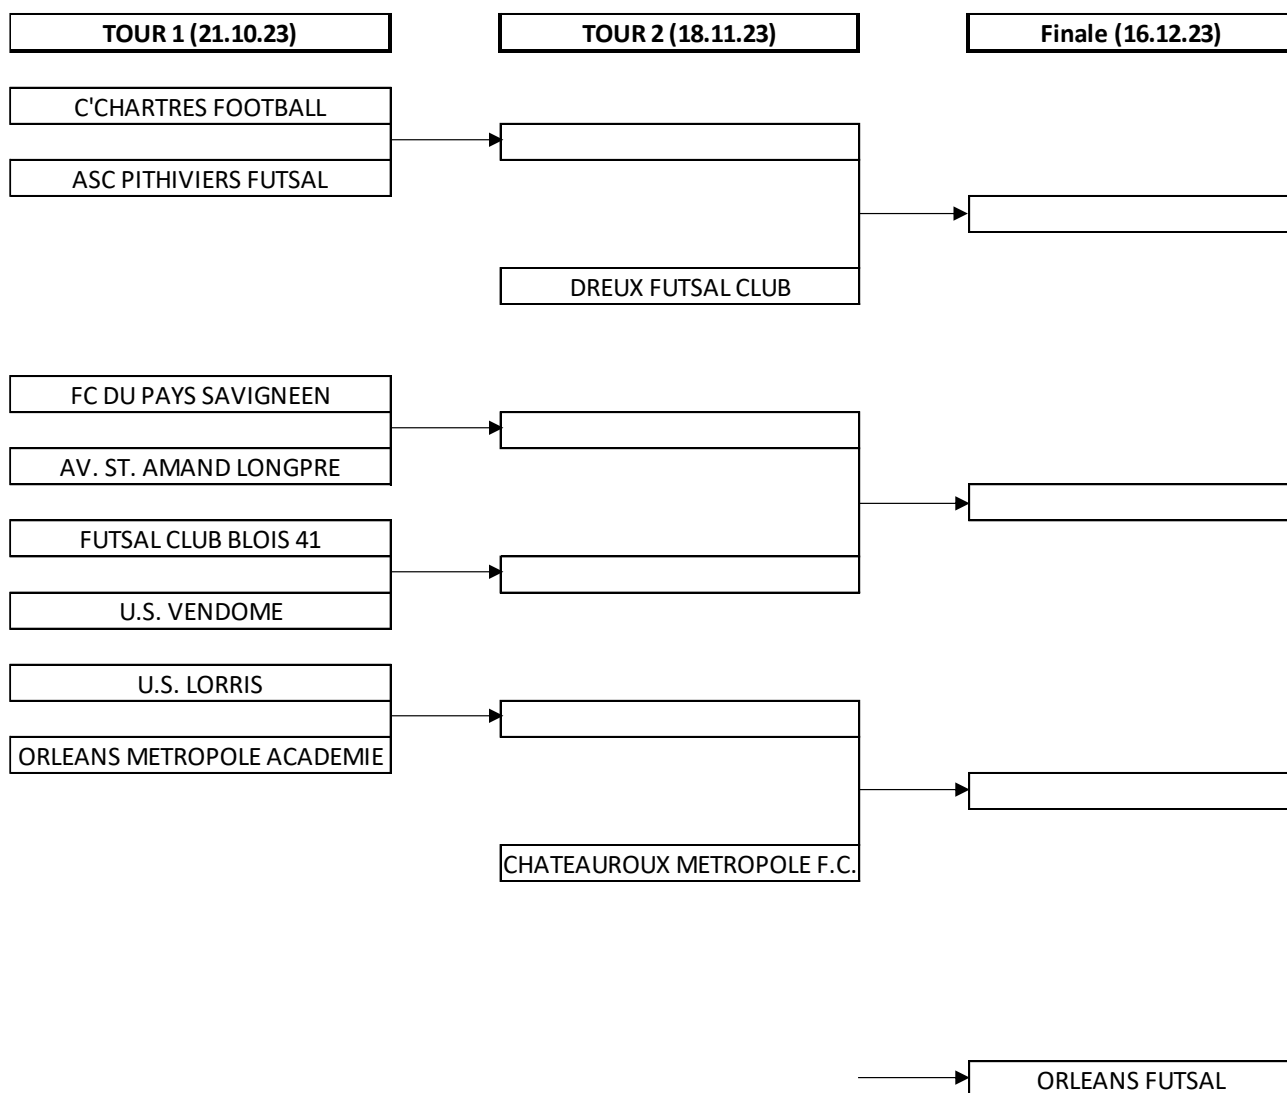 TOUR 1 (21.10.23)
TOUR 2 (18.11.23)
Finale (16.12.23)
C'CHARTRES FOOTBALL
ASC PITHIVIERS FUTSAL
DREUX FUTSAL CLUB
FC DU PAYS SAVIGNEEN
AV. ST. AMAND LONGPRE
FUTSAL CLUB BLOIS 41
U.S. VENDOME
U.S. LORRIS
ORLEANS METROPOLE ACADEMIE
CHATEAUROUX METROPOLE F.C.
ORLEANS FUTSAL